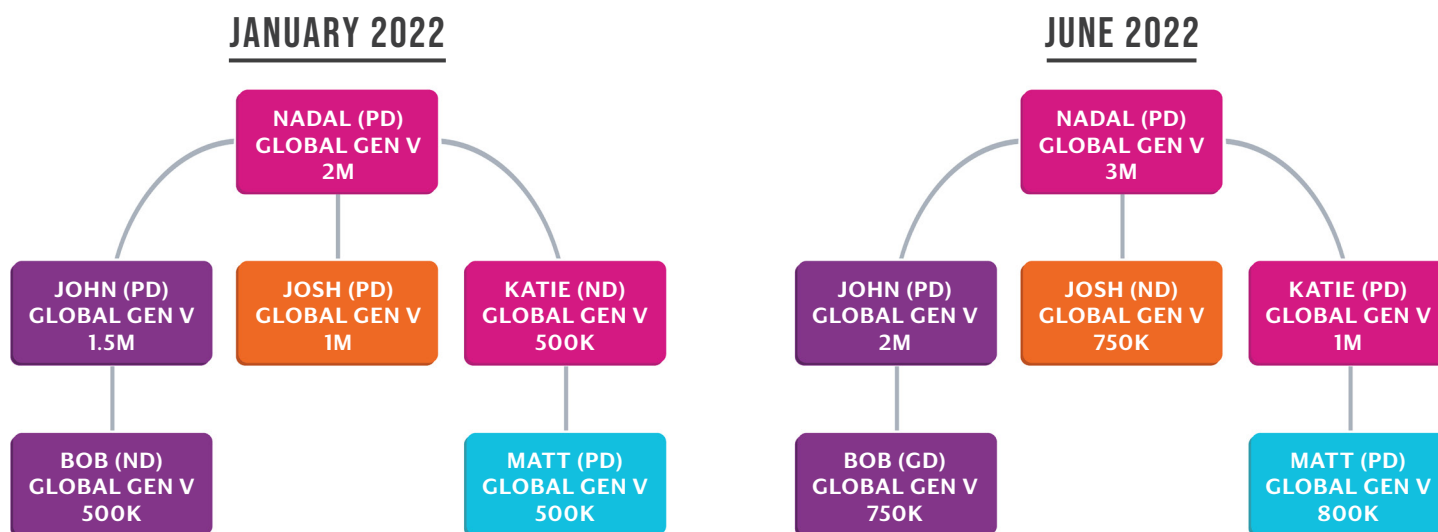 JANUARY 2022
NADAL (PD)
GLOBAL GEN V
2M
JOHN (PD)
GLOBAL GEN V
1.5M
JOSH (PD)
GLOBAL GEN V
1M
KATIE (ND)
GLOBAL GEN V
500K
BOB (ND)
GLOBAL GEN V
500K
MATT (PD)
GLOBAL GEN V
500K
JUNE 2022
NADAL (PD)
GLOBAL GEN V
3M
JOHN (PD)
GLOBAL GEN V
2M
JOSH (ND)
GLOBAL GEN V
750K
KATIE (PD)
GLOBAL GEN V
1M
BOB (GD)
GLOBAL GEN V
750K
MATT (PD)
GLOBAL GEN V
800K